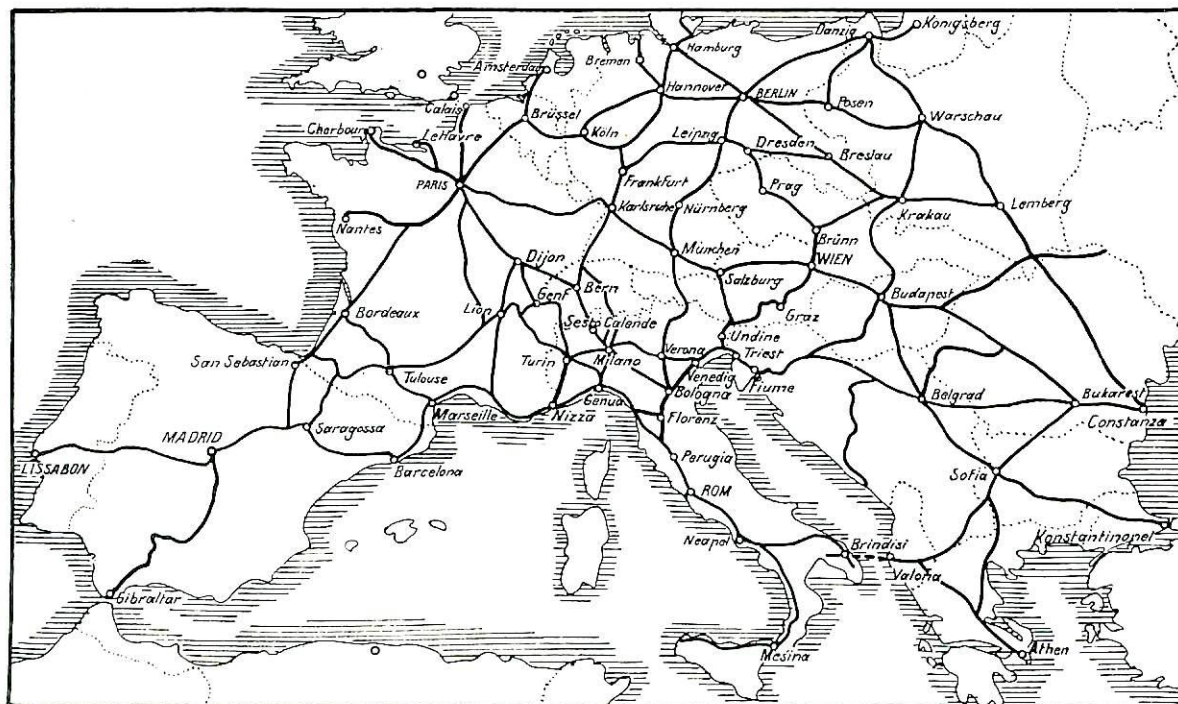 Königsberg
Danzig
Hamburg
Bremen
Amsterdam
Hannover
BERLIN
Posen
Calais
Brüssel
Köln
Leipzig
Warschau
Cherbour
LeHavre
Dresden
Breslau
PARIS
Frankfurt
Prag
Karlsruhe
Nürnberg
Krakau
Lemberg
Nantes
Brünn
München
WIEN
Dijon
Salzburg
Genf
Bern
Budapest
Bordeaux
Lion
Graz
Sesto Calende
Undine
San Sebastian
Turin
Milano
Verona
Triest
Venedig
Tulouse
Fiume
Genua
Bologna
Belgrad
Bukarest
Marseille
Nizza
Constanza
Saragossa
Florenz
MADRID
LISSABON
Barcelona
Perugia
Sofia
ROM
Neapol
Brindisi
Konstantinopel
Valona
Gibraltar
Mesina
Athen